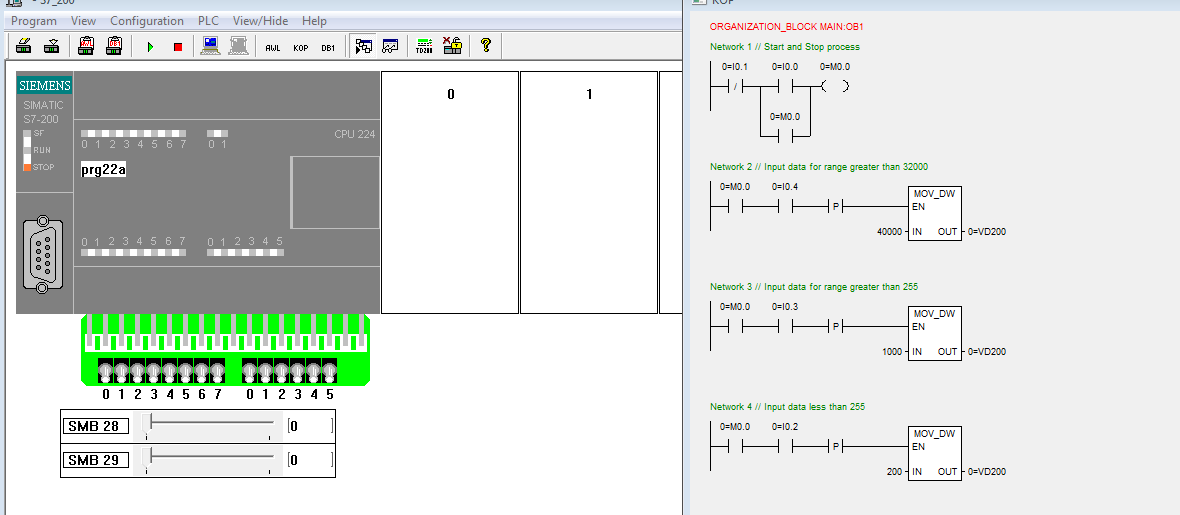 S7_200
Program View Configuration PLC View/Hide Help
AWL KOP DB1
TD200
SIEMENS
SIMATIC
S7-200
SF
RUN
STOP
0 1 2 3 4 5 6 7 0 1
CPU 224
prg22a
0 1 2 3 4 5 6 7 0 1 2 3 4 5
0 1 2 3 4 5 6 7 0 1 2 3 4 5
SMB 28 [0 ]
SMB 29 [0 ]
0
1
KOP
ORGANIZATION_BLOCK MAIN:OB1
Network 1 // Start and Stop process
0=I0.1 0=I0.0 0=M0.0
/
0=M0.0
Network 2 // Input data for range greater than 32000
0=M0.0 0=I0.4
MOV_DW
P EN
40000 IN OUT 0=VD200
Network 3 // Input data for range greater than 255
0=M0.0 0=I0.3
MOV_DW
P EN
1000 IN OUT 0=VD200
Network 4 // Input data less than 255
0=M0.0 0=I0.2
MOV_DW
P EN
200 IN OUT 0=VD200